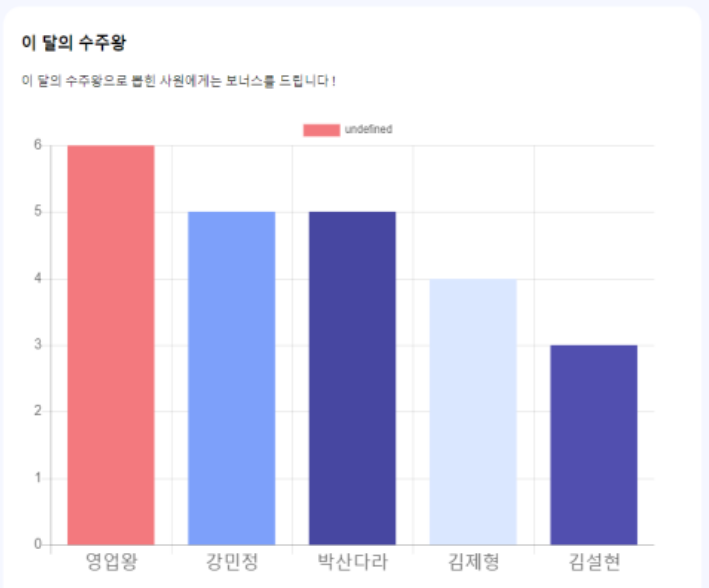 이 달의 수주왕
이 달의 수주왕으로 뽑힌 사원에게는 보너스를 드립니다 !
undefined
6
5
4
3
2
1
0
영업왕 강민정 박산다라 김제형 김설현